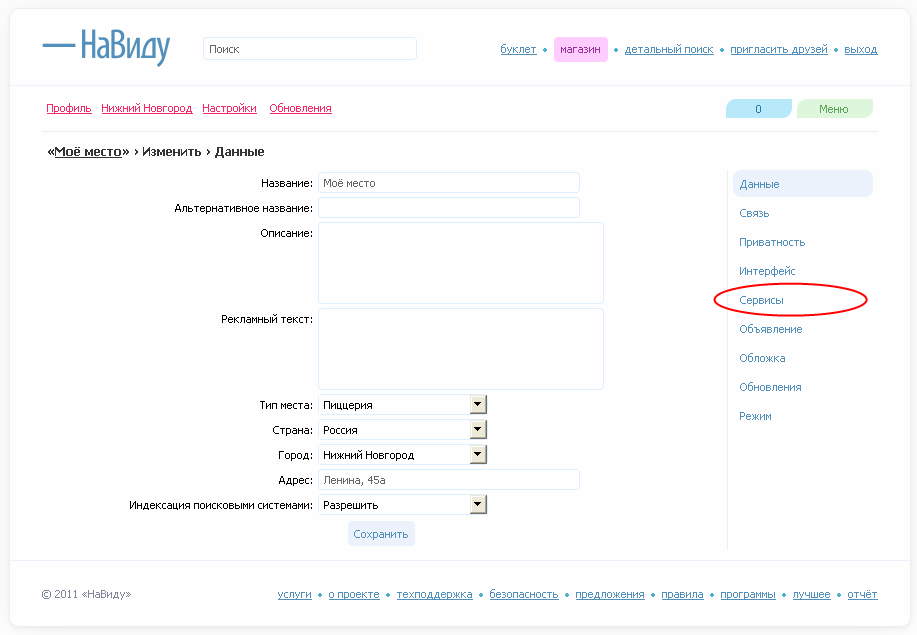 НаВиду
Поиск
буклет • магазин • детальный поиск • пригласить друзей • выход
Профиль Нижний Новгород Настройки Обновления
0 Меню
«Моё место» › Изменить › Данные
Название: Моё место
Альтернативное название:
Описание:
Рекламный текст:
Тип места: Пиццерия
Страна: Россия
Город: Нижний Новгород
Адрес: Ленина, 45а
Индексация поисковыми системами: Разрешить
Сохранить
Данные
Связь
Приватность
Интерфейс
Сервисы
Объявление
Обложка
Обновления
Режим
© 2011 «НаВиду»
услуги • о проекте • техподдержка • безопасность • предложения • правила • программы • лучшее • отчёт